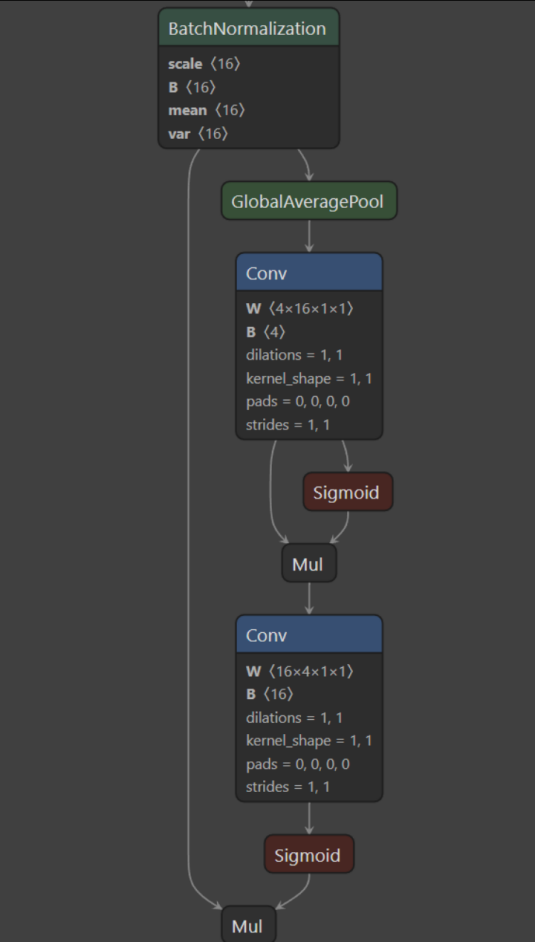 BatchNormalization
scale 〈16〉
B 〈16〉
mean 〈16〉
var 〈16〉
GlobalAveragePool
Conv
W 〈4×16×1×1〉
B 〈4〉
dilations = 1, 1
kernel_shape = 1, 1
pads = 0, 0, 0, 0
strides = 1, 1
Sigmoid
Mul
Conv
W 〈16×4×1×1〉
B 〈16〉
dilations = 1, 1
kernel_shape = 1, 1
pads = 0, 0, 0, 0
strides = 1, 1
Sigmoid
Mul